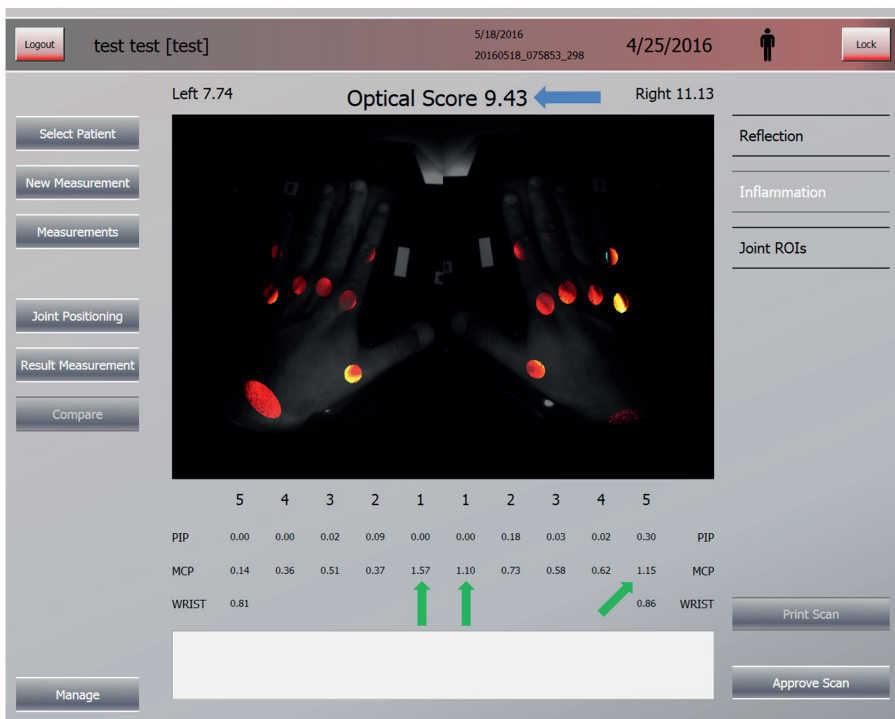 Logout test test [test] 5/18/2016 4/25/2016 Lock
20160518_075853_298
Left 7.74 Optical Score 9.43 Right 11.13
Select Patient
New Measurement
Measurements
Joint Positioning
Result Measurement
Compare
Reflection
Inflammation
Joint ROIs
5 4 3 2 1 1 2 3 4 5
PIP 0.00 0.00 0.02 0.09 0.00 0.00 0.18 0.03 0.02 0.30 PIP
MCP 0.14 0.36 0.51 0.37 1.57 1.10 0.73 0.58 0.62 1.15 MCP
WRIST 0.81 0.86 WRIST
Print Scan
Manage
Approve Scan